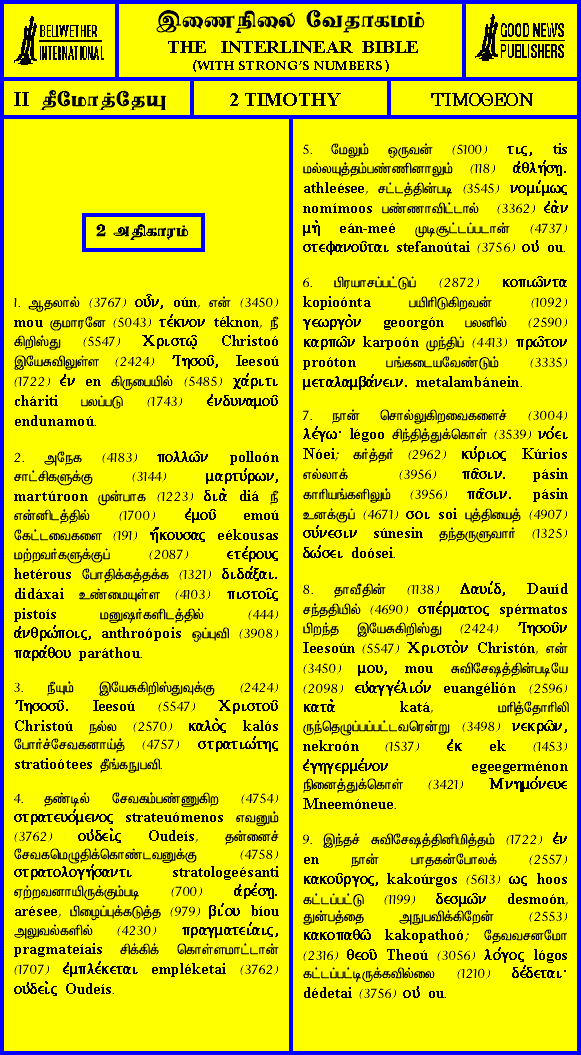 BELLWETHER
INTERNATIONAL
இணைநிலை வேதாகமம்
THE INTERLINEAR BIBLE
(WITH STRONG'S NUMBERS)
GOOD NEWS
PUBLISHERS
II தீமோத்தேயு
2 TIMOTHY
ΤΙΜΟΘΕΟΝ
2 அதிகாரம்
1. ஆதலால் (3767) οὖν, oún, என் (3450)
mou குமாரனே (5043) τέκνον téknon, நீ
கிறிஸ்து (5547) Χριστῷ Christoó
இயேசுவிலுள்ள (2424) Ἰησοῦ, Ieesoú
(1722) ἐν en கிருபையில் (5485) χάριτι
cháriti பலப்படு (1743) ἐνδυναμοῦ
endunamoú.
2. அநேக (4183) πολλῶν polloón
சாட்சிகளுக்கு (3144) μαρτύρων,
martúroon முன்பாக (1223) διὰ diá நீ
என்னிடத்தில் (1700) ἐμοῦ emoú
கேட்டவைகளை (191) ἤκουσας eékousas
மற்றவர்களுக்குப் (2087) ετέρους
hetérous போதிக்கத்தக்க (1321) διδάξαι.
didáxai உண்மையுள்ள (4103) πιστοῖς
pistoís மனுஷர்களிடத்தில் (444)
ἀνθρώποις, anthroópois ஒப்புவி (3908)
παράθου paráthou.
3. நீயும் இயேசுகிறிஸ்துவுக்கு (2424)
Ἰησοσῦ. Ieesoú (5547) Χριστοῦ
Christoú நல்ல (2570) καλὸς kalós
போர்ச்சேவகனாய்த் (4757) στρατιώτης
stratioótees தீங்கநுபவி.
4. தண்டில் சேவகம்பண்ணுகிற (4754)
στρατευόμενος strateuómenos எவனும்
(3762) οὐδεὶς Oudeís, தன்னைச்
சேவகமெழுதிக்கொண்டவனுக்கு (4758)
στρατολογήσαντι stratologeésanti
ஏற்றவனாயிருக்கும்படி (700) ἀρέσῃ.
arésee, பிழைப்புக்கடுத்த (979) βίου bíou
அலுவல்களில் (4230) πραγματείαις,
pragmateíais சிக்கிக் கொள்ளமாட்டான்
(1707) ἐμπλέκεται empléketai (3762)
οὐδεὶς Oudeís.
5. மேலும் ஒருவன் (5100) τις, tis
மல்லயுத்தம்பண்ணினாலும் (118) ἀθλήσῃ.
athleésee, சட்டத்தின்படி (3545) νομίμως
nomímoos பண்ணாவிட்டால் (3362) ἐὰν
μὴ eán-meé முடிசூட்டப்படான் (4737)
στεφανοῦται stefanoútai (3756) οὐ ou.
6. பிரயாசப்பட்டுப் (2872) κοπιῶντα
kopioónta பயிரிடுகிறவன் (1092)
γεωργὸν geoorgón பலனில் (2590)
καρπῶν karpoón முந்திப் (4413) πρῶτον
proóton பங்கடையவேண்டும் (3335)
μεταλαμβάνειν. metalambánein.
7. நான் சொல்லுகிறவைகளைச் (3004)
λέγω· légoo சிந்தித்துக்கொள் (3539) νόει
Nóei; கர்த்தர் (2962) κύριος Kúrios
எல்லாக் (3956) πᾶσιν. pásin
காரியங்களிலும் (3956) πᾶσιν. pásin
உனக்குப் (4671) σοι soi புத்தியைத் (4907)
σύνεσιν súnesin தந்தருளுவார் (1325)
δώσει doósei.
8. தாவீதின் (1138) Δαυίδ, Dauíd
சந்ததியில் (4690) σπέρματος spérmatos
பிறந்த இயேசுகிறிஸ்து (2424) Ἰησοῦν
Ieesoún (5547) Χριστὸν Christón, என்
(3450) μου, mou சுவிசேஷத்தின்படியே
(2098) εὐαγγέλιόν euangélión (2596)
κατὰ katá, மரித்தோரிலி
ருந்தெழுப்பப்பட்டவரென்று (3498) νεκρῶν,
nekroón (1537) ἐκ ek (1453)
ἐγηγερμένον egeegerménon
நினைத்துக்கொள் (3421) Μνημόνευε
Mneemóneue.
9. இந்தச் சுவிசேஷத்தினிமித்தம் (1722) ἐν
en நான் பாதகன்போலக் (2557)
κακοῦργος, kakoúrgos (5613) ως hoos
கட்டப்பட்டு (1199) δεσμῶν desmoón,
துன்பத்தை அநுபவிக்கிறேன் (2553)
κακοπαθῶ kakopathoó; தேவவசனமோ
(2316) θεοῦ Theoú (3056) λόγος lógos
கட்டப்பட்டிருக்கவில்லை (1210) δέδεται·
dédetai (3756) οὐ ou.